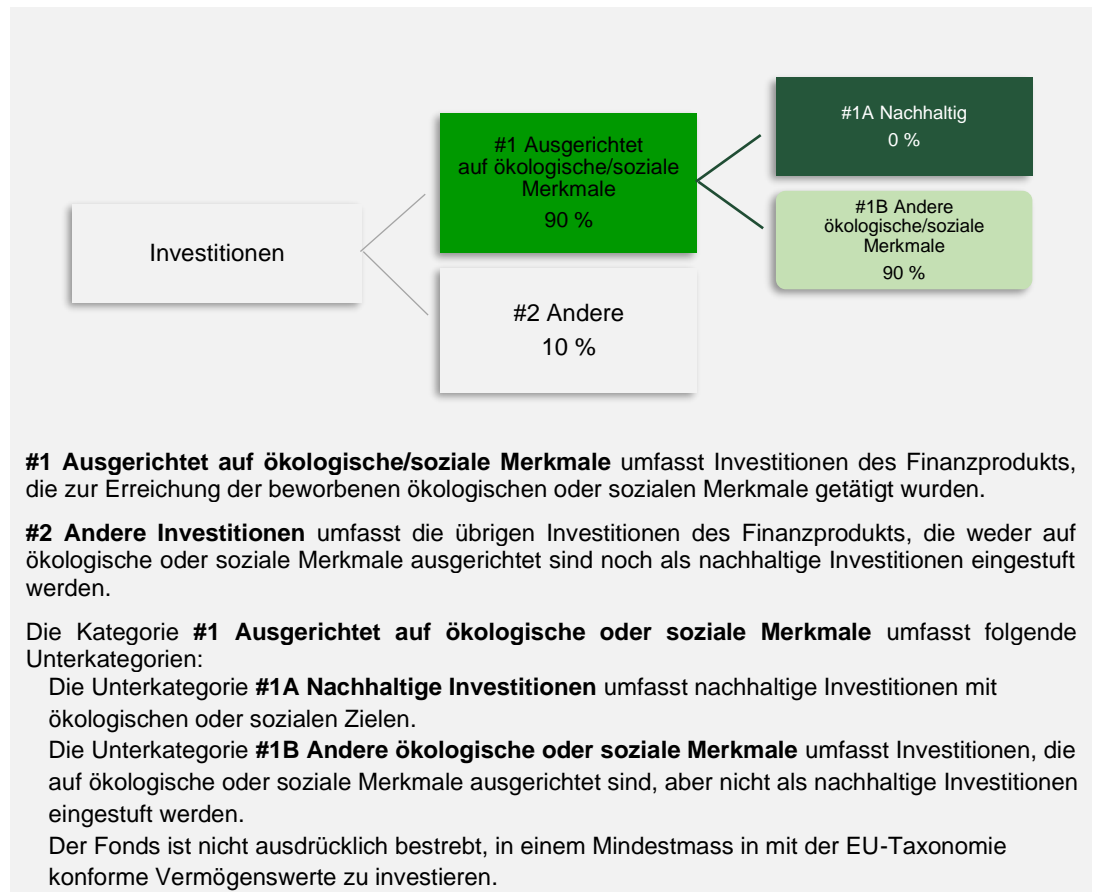 #1A Nachhaltig
0 %
#1 Ausgerichtet
auf ökologische/soziale
Merkmale
90 %
#1B Andere
ökologische/soziale
Merkmale
90 %
Investitionen
#2 Andere
10 %
#1 Ausgerichtet auf ökologische/soziale Merkmale umfasst Investitionen des Finanzprodukts,
die zur Erreichung der beworbenen ökologischen oder sozialen Merkmale getätigt wurden.
#2 Andere Investitionen umfasst die übrigen Investitionen des Finanzprodukts, die weder auf
ökologische oder soziale Merkmale ausgerichtet sind noch als nachhaltige Investitionen eingestuft
werden.
Die Kategorie #1 Ausgerichtet auf ökologische oder soziale Merkmale umfasst folgende
Unterkategorien:
Die Unterkategorie #1A Nachhaltige Investitionen umfasst nachhaltige Investitionen mit
ökologischen oder sozialen Zielen.
Die Unterkategorie #1B Andere ökologische oder soziale Merkmale umfasst Investitionen, die
auf ökologische oder soziale Merkmale ausgerichtet sind, aber nicht als nachhaltige Investitionen
eingestuft werden.
Der Fonds ist nicht ausdrücklich bestrebt, in einem Mindestmass in mit der EU-Taxonomie
konforme Vermögenswerte zu investieren.